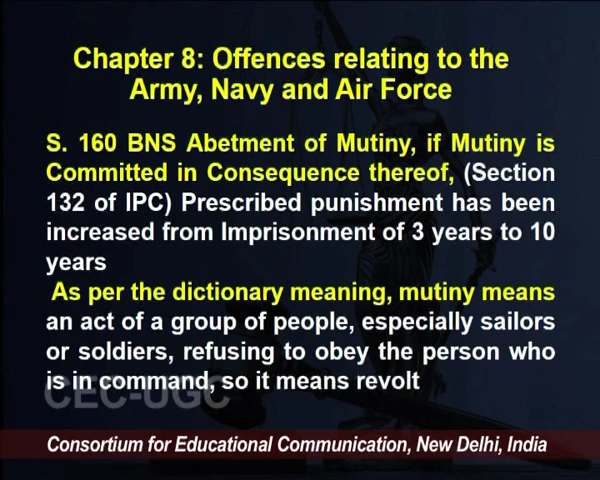 Chapter 8: Offences relating to the
Army, Navy and Air Force
S. 160 BNS Abetment of Mutiny, if Mutiny is
Committed in Consequence thereof, (Section
132 of IPC) Prescribed punishment has been
increased from Imprisonment of 3 years to 10
years
As per the dictionary meaning, mutiny means
an act of a group of people, especially sailors
or soldiers, refusing to obey the person who
is in command, so it means revolt
CEC-UGC
Consortium for Educational Communication, New Delhi, India